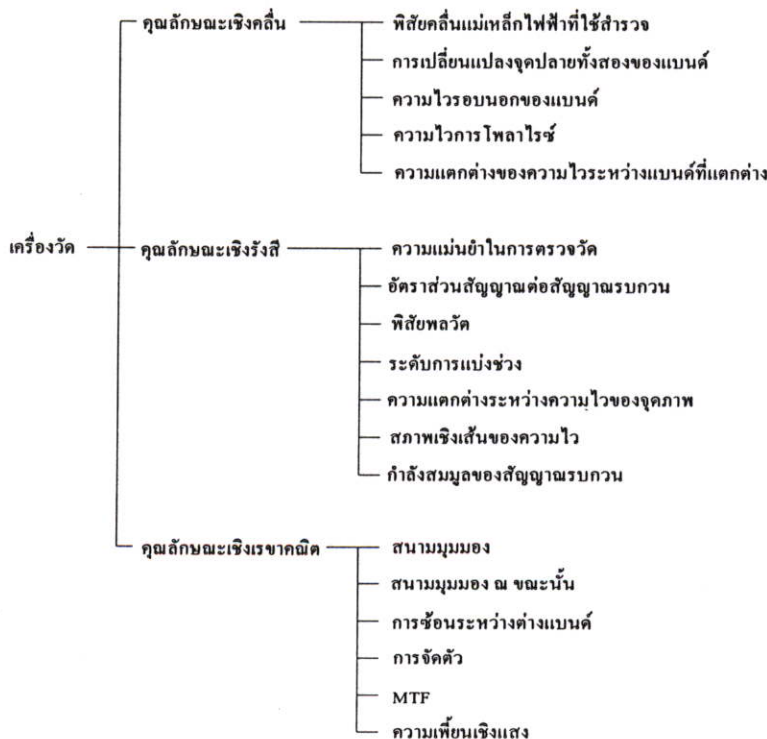 คุณลักษณะเชิงคลื่น
พิสัยคลื่นแม่เหล็กไฟฟ้าที่ใช้สำรวจ
การเปลี่ยนแปลงจุดปลายทั้งสองของแบนด์
ความไวรอบนอกของแบนด์
ความไวการโพลาไรซ์
ความแตกต่างของความไวระหว่างแบนด์ที่แตกต่าง
เครื่องวัด
คุณลักษณะเชิงรังสี
ความแม่นยำในการตรวจวัด
อัตราส่วนสัญญาณต่อสัญญาณรบกวน
พิสัยพลวัต
ระดับการแบ่งช่วง
ความแตกต่างระหว่างความไวของจุดภาพ
สภาพเชิงเส้นของความไว
กำลังสมมูลของสัญญาณรบกวน
คุณลักษณะเชิงเรขาคณิต
สนามมุมมอง
สนามมุมมอง ณ ขณะนั้น
การซ้อนระหว่างต่างแบนด์
การจัดตัว
MTF
ความเพี้ยนเชิงแสง